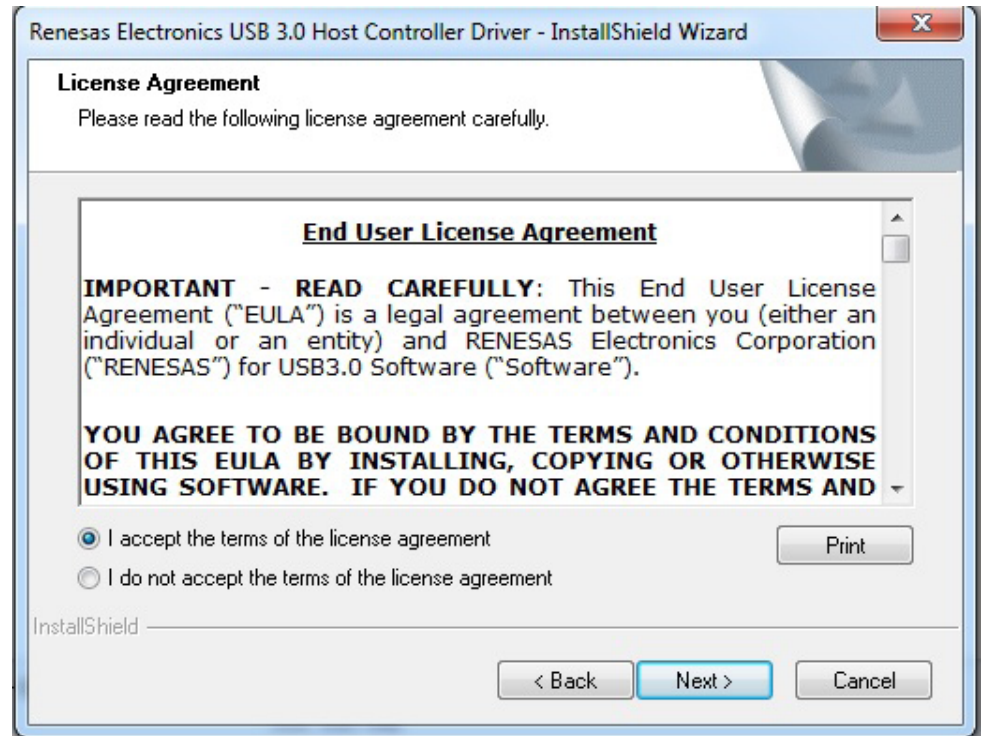 Renesas Electronics USB 3.0 Host Controller Driver - InstallShield Wizard
License Agreement
Please read the following license agreement carefully.
End User License Agreement
IMPORTANT - READ CAREFULLY: This End User License
Agreement (“EULA”) is a legal agreement between you (either an
individual or an entity) and RENESAS Electronics Corporation
(“RENESAS”) for USB3.0 Software (“Software”).
YOU AGREE TO BE BOUND BY THE TERMS AND CONDITIONS
OF THIS EULA BY INSTALLING, COPYING OR OTHERWISE
USING SOFTWARE. IF YOU DO NOT AGREE THE TERMS AND
I accept the terms of the license agreement
Print
I do not accept the terms of the license agreement
InstallShield
< Back
Next >
Cancel